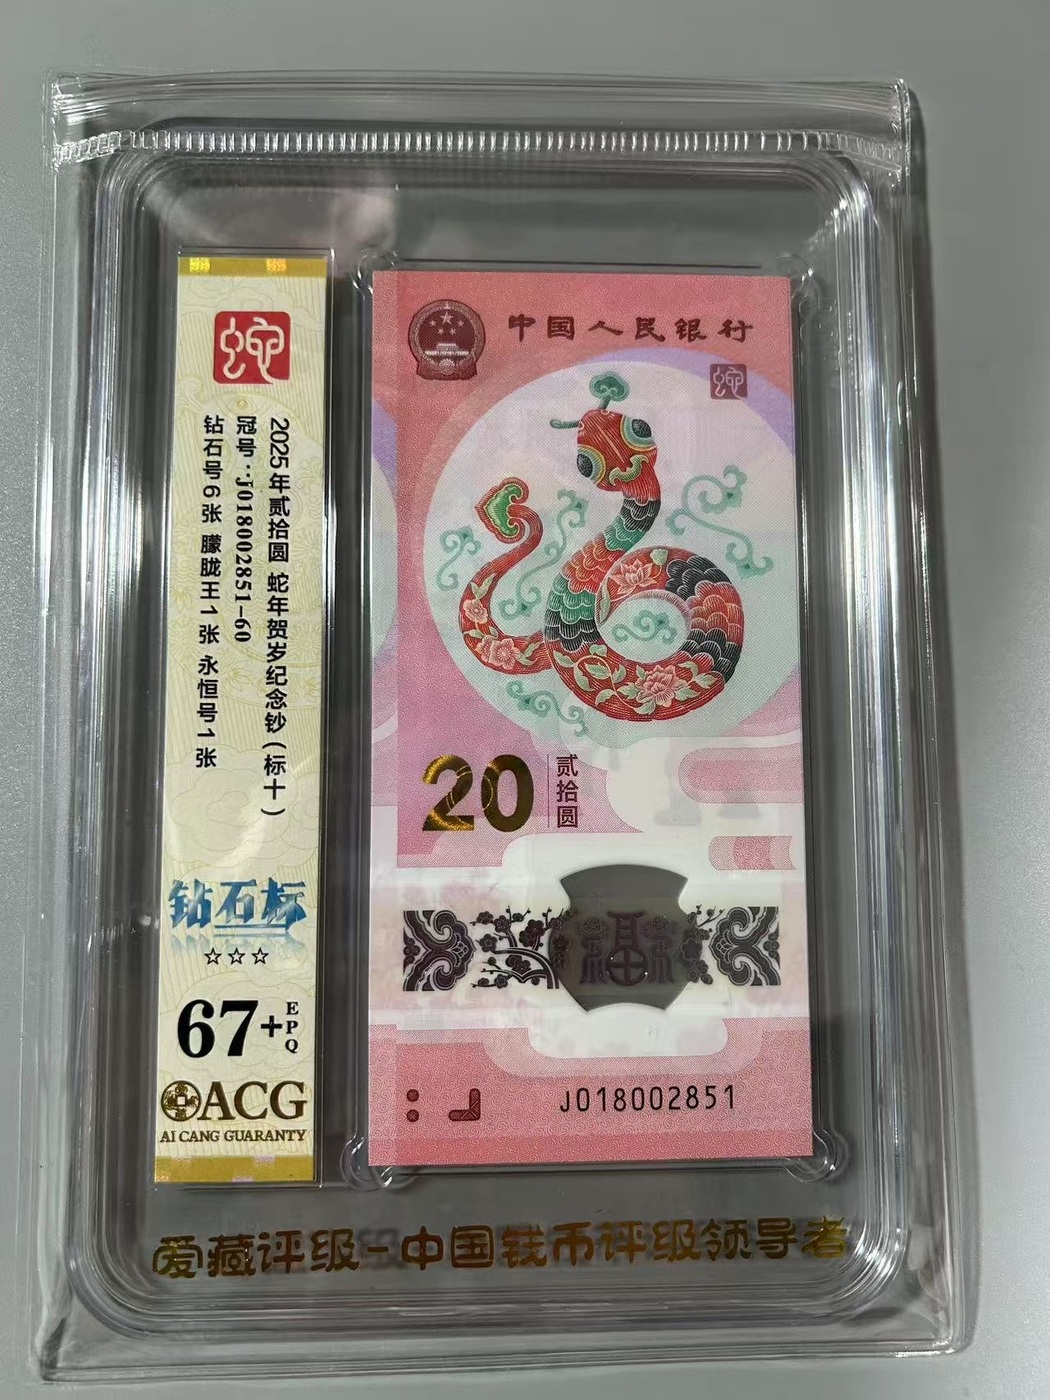 蛇
2025年贰拾圆 蛇年贺岁纪念钞（标十）
冠号：J018002851-60
钻石号6张 朦胧王1张 永恒号1张
钻石标
☆☆☆
67+EPQ
ACG
AI CANG GUARANTY
中国人民银行
蛇
20 贰拾圆
福
J018002851
爱藏评级-中国钱币评级领导者